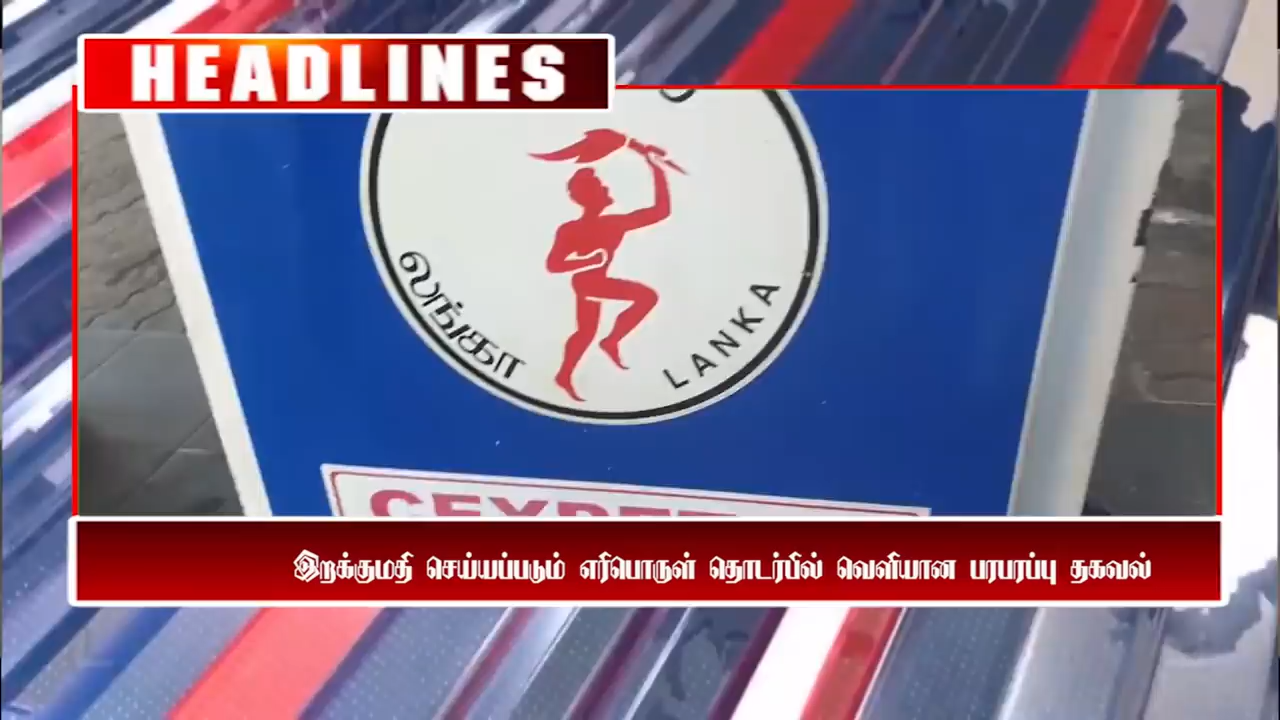 HEADLINES
லங்கா
LANKA
இறக்குமதி செய்யப்படும் எரிபொருள் தொடர்பில் வெளியான பரபரப்பு தகவல்